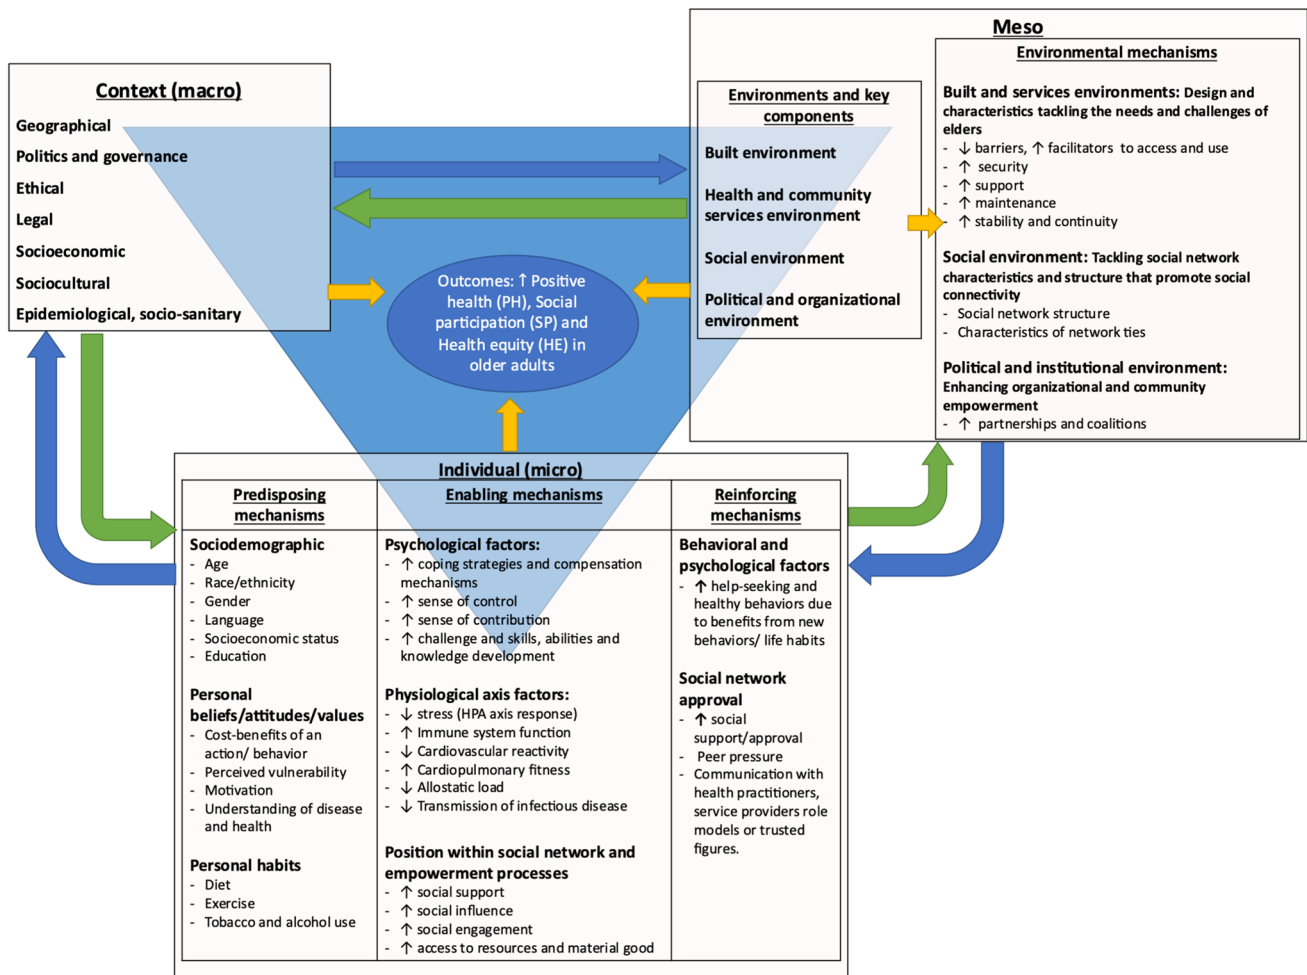 Context (macro)
Geographical
Politics and governance
Ethical
Legal
Socioeconomic
Sociocultural
Epidemiological, socio-sanitary
Meso
Environments and key
components
Built environment
Health and community
services environment
Social environment
Political and organizational
environment
Environmental mechanisms
Built and services environments: Design and
characteristics tackling the needs and challenges of
elders
- ↓ barriers, ↑ facilitators to access and use
- ↑ security
- ↑ support
- ↑ maintenance
- ↑ stability and continuity
Social environment: Tackling social network
characteristics and structure that promote social
connectivity
- Social network structure
- Characteristics of network ties
Political and institutional environment:
Enhancing organizational and community
empowerment
- ↑ partnerships and coalitions
Outcomes: ↑ Positive
health (PH), Social
participation (SP) and
Health equity (HE) in
older adults
Individual (micro)
Predisposing
mechanisms
Sociodemographic
- Age
- Race/ethnicity
- Gender
- Language
- Socioeconomic status
- Education
Personal
beliefs/attitudes/values
- Cost-benefits of an
action/ behavior
- Perceived vulnerability
- Motivation
- Understanding of disease
and health
Personal habits
- Diet
- Exercise
- Tobacco and alcohol use
Enabling mechanisms
Psychological factors:
- ↑ coping strategies and compensation
mechanisms
- ↑ sense of control
- ↑ sense of contribution
- ↑ challenge and skills, abilities and
knowledge development
Physiological axis factors:
- ↓ stress (HPA axis response)
- ↑ Immune system function
- ↓ Cardiovascular reactivity
- ↑ Cardiopulmonary fitness
- ↓ Allostatic load
- ↓ Transmission of infectious disease
Position within social network and
empowerment processes
- ↑ social support
- ↑ social influence
- ↑ social engagement
- ↑ access to resources and material good
Reinforcing
mechanisms
Behavioral and
psychological factors
- ↑ help-seeking and
healthy behaviors due
to benefits from new
behaviors/ life habits
Social network
approval
- ↑ social
support/approval
- Peer pressure
- Communication with
health practitioners,
service providers role
models or trusted
figures.